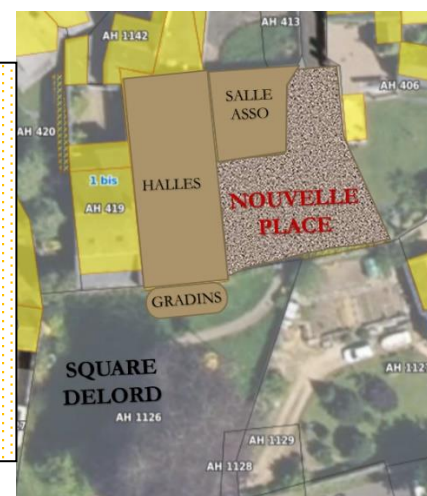 AH 1142
AH 413
SALLE
ASSO
AH 406
AH 420
1 bis
HALLES
AH 419
NOUVELLE
PLACE
GRADINS
SQUARE
DELORD
AH 1126
AH 1129
AH 1128